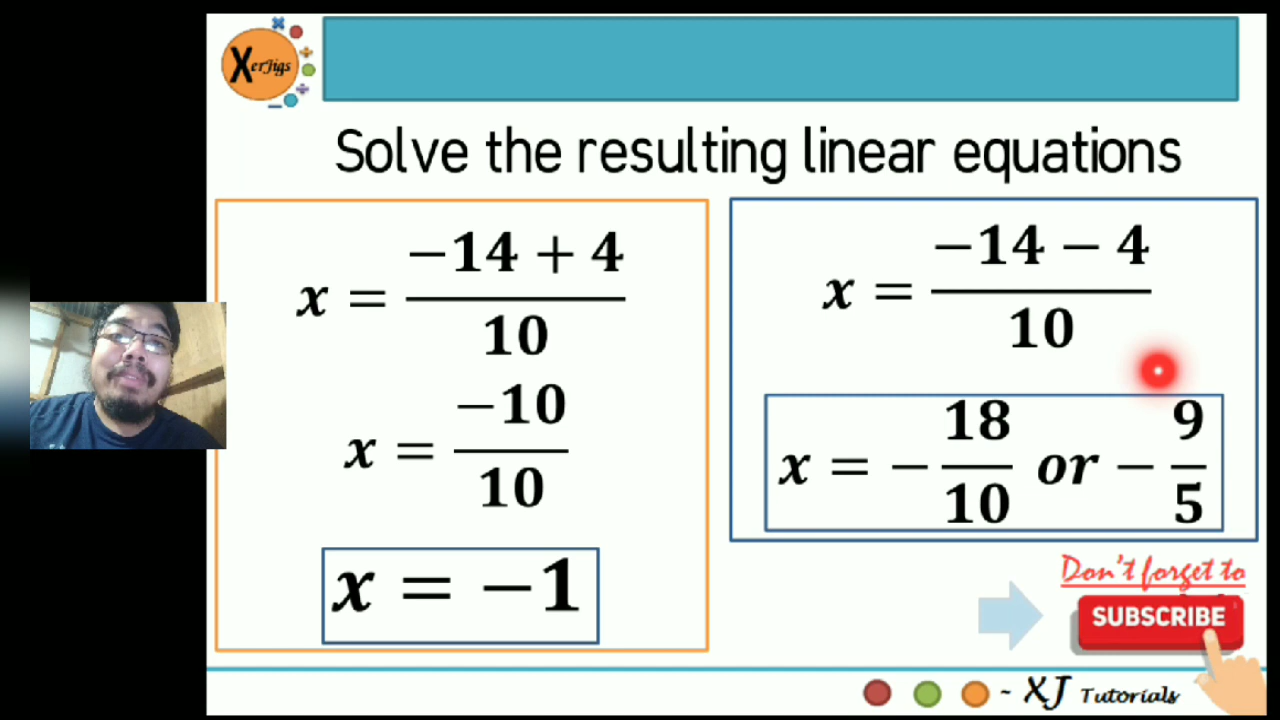 XerJigs
Solve the resulting linear equations
x = (−14 + 4)/10
x = −10/10
x = −1
x = (−14 − 4)/10
x = −18/10 or −9/5
Don't forget to
SUBSCRIBE
~ XJ Tutorials